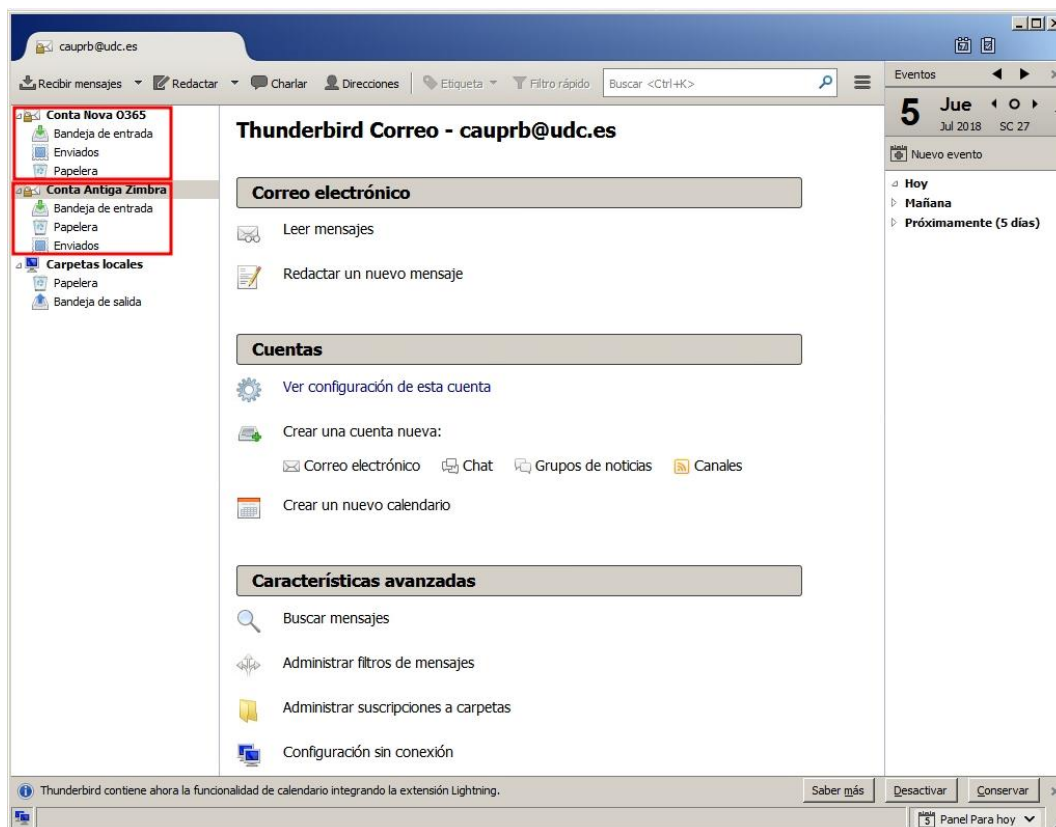 cauprb@udc.es
Recibir mensajes
Redactar
Charlar
Direcciones
Etiqueta
Filtro rápido
Buscar <Ctrl+K>
Conta Nova O365
Bandeja de entrada
Enviados
Papelera
Conta Antiga Zimbra
Bandeja de entrada
Papelera
Enviados
Carpetas locales
Papelera
Bandeja de salida
Thunderbird Correo - cauprb@udc.es
Correo electrónico
Leer mensajes
Redactar un nuevo mensaje
Cuentas
Ver configuración de esta cuenta
Crear una cuenta nueva:
Correo electrónico Chat Grupos de noticias Canales
Crear un nuevo calendario
Características avanzadas
Buscar mensajes
Administrar filtros de mensajes
Administrar suscripciones a carpetas
Configuración sin conexión
Eventos
5 Jue
Jul 2018 SC 27
Nuevo evento
Hoy
Mañana
Próximamente (5 días)
Thunderbird contiene ahora la funcionalidad de calendario integrando la extensión Lightning.
Saber más
Desactivar
Conservar
5 Panel Para hoy